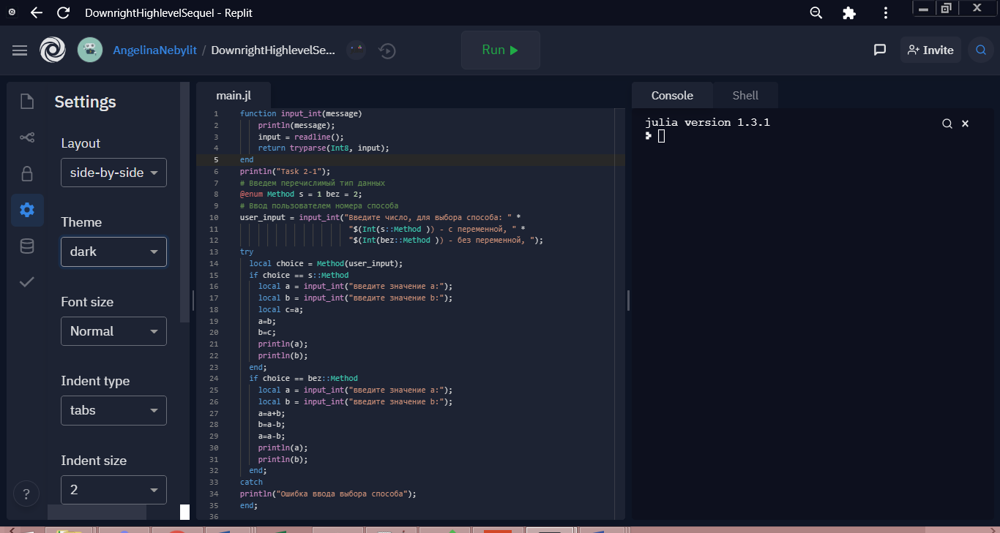 DownrightHighlevelSequel - Replit
AngelinaNebylit / DownrightHighlevelSe...
Run
Invite
Settings
Layout
side-by-side
Theme
dark
Font size
Normal
Indent type
tabs
Indent size
2
?
main.jl
1 function input_int(message)
2 println(message);
3 input = readline();
4 return tryparse(Int8, input);
5 end
6 println("Task 2-1");
7 # Введем перечислимый тип данных
8 @enum Method s = 1 bez = 2;
9 # Ввод пользователем номера способа
10 user_input = input_int("Введите число, для выбора способа: " *
11 "$(Int(s::Method )) - с переменной, " *
12 "$(Int(bez::Method )) - без переменной, ");
13 try
14 local choice = Method(user_input);
15 if choice == s::Method
16 local a = input_int("введите значение a:");
17 local b = input_int("введите значение b:");
18 local c=a;
19 a=b;
20 b=c;
21 println(a);
22 println(b);
23 end;
24 if choice == bez::Method
25 local a = input_int("введите значение a:");
26 local b = input_int("введите значение b:");
27 a=a+b;
28 b=a-b;
29 a=a-b;
30 println(a);
31 println(b);
32 end;
33 catch
34 println("Ошибка ввода выбора способа");
35 end;
36
Console
Shell
julia version 1.3.1